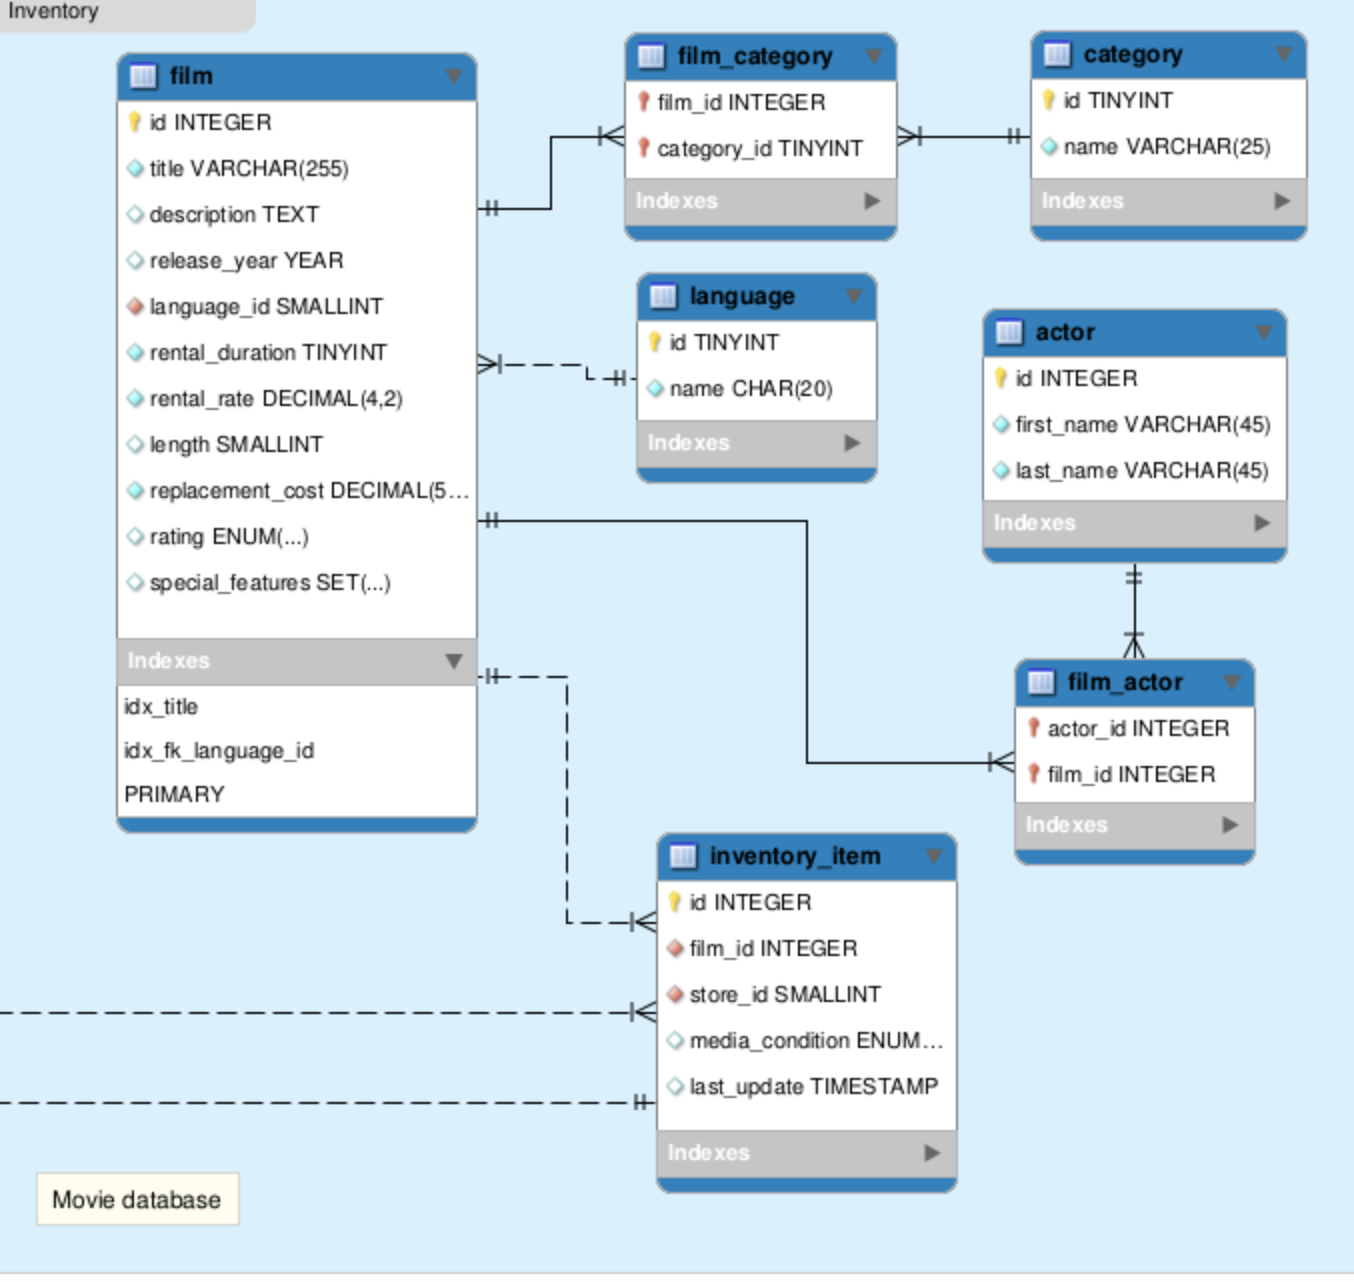 Inventory
film
id INTEGER
title VARCHAR(255)
description TEXT
release_year YEAR
language_id SMALLINT
rental_duration TINYINT
rental_rate DECIMAL(4,2)
length SMALLINT
replacement_cost DECIMAL(5...
rating ENUM(...)
special_features SET(...)
Indexes
idx_title
idx_fk_language_id
PRIMARY
film_category
film_id INTEGER
category_id TINYINT
Indexes
category
id TINYINT
name VARCHAR(25)
Indexes
language
id TINYINT
name CHAR(20)
Indexes
actor
id INTEGER
first_name VARCHAR(45)
last_name VARCHAR(45)
Indexes
film_actor
actor_id INTEGER
film_id INTEGER
Indexes
inventory_item
id INTEGER
film_id INTEGER
store_id SMALLINT
media_condition ENUM...
last_update TIMESTAMP
Indexes
Movie database